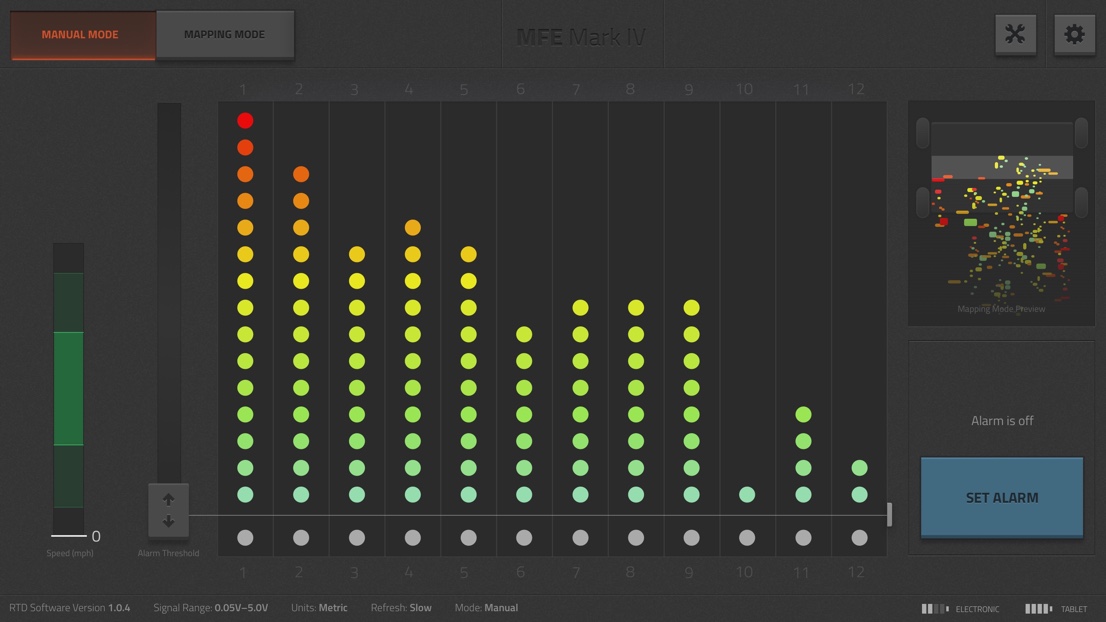 MANUAL MODE
MAPPING MODE
MFE Mark IV
1 2 3 4 5 6 7 8 9 10 11 12
Mapping Mode Preview
Alarm is off
SET ALARM
0
Speed (mph)
Alarm Threshold
1 2 3 4 5 6 7 8 9 10 11 12
RTD Software Version 1.0.4 Signal Range: 0.05V–5.0V Units: Metric Refresh: Slow Mode: Manual ELECTRONIC TABLET